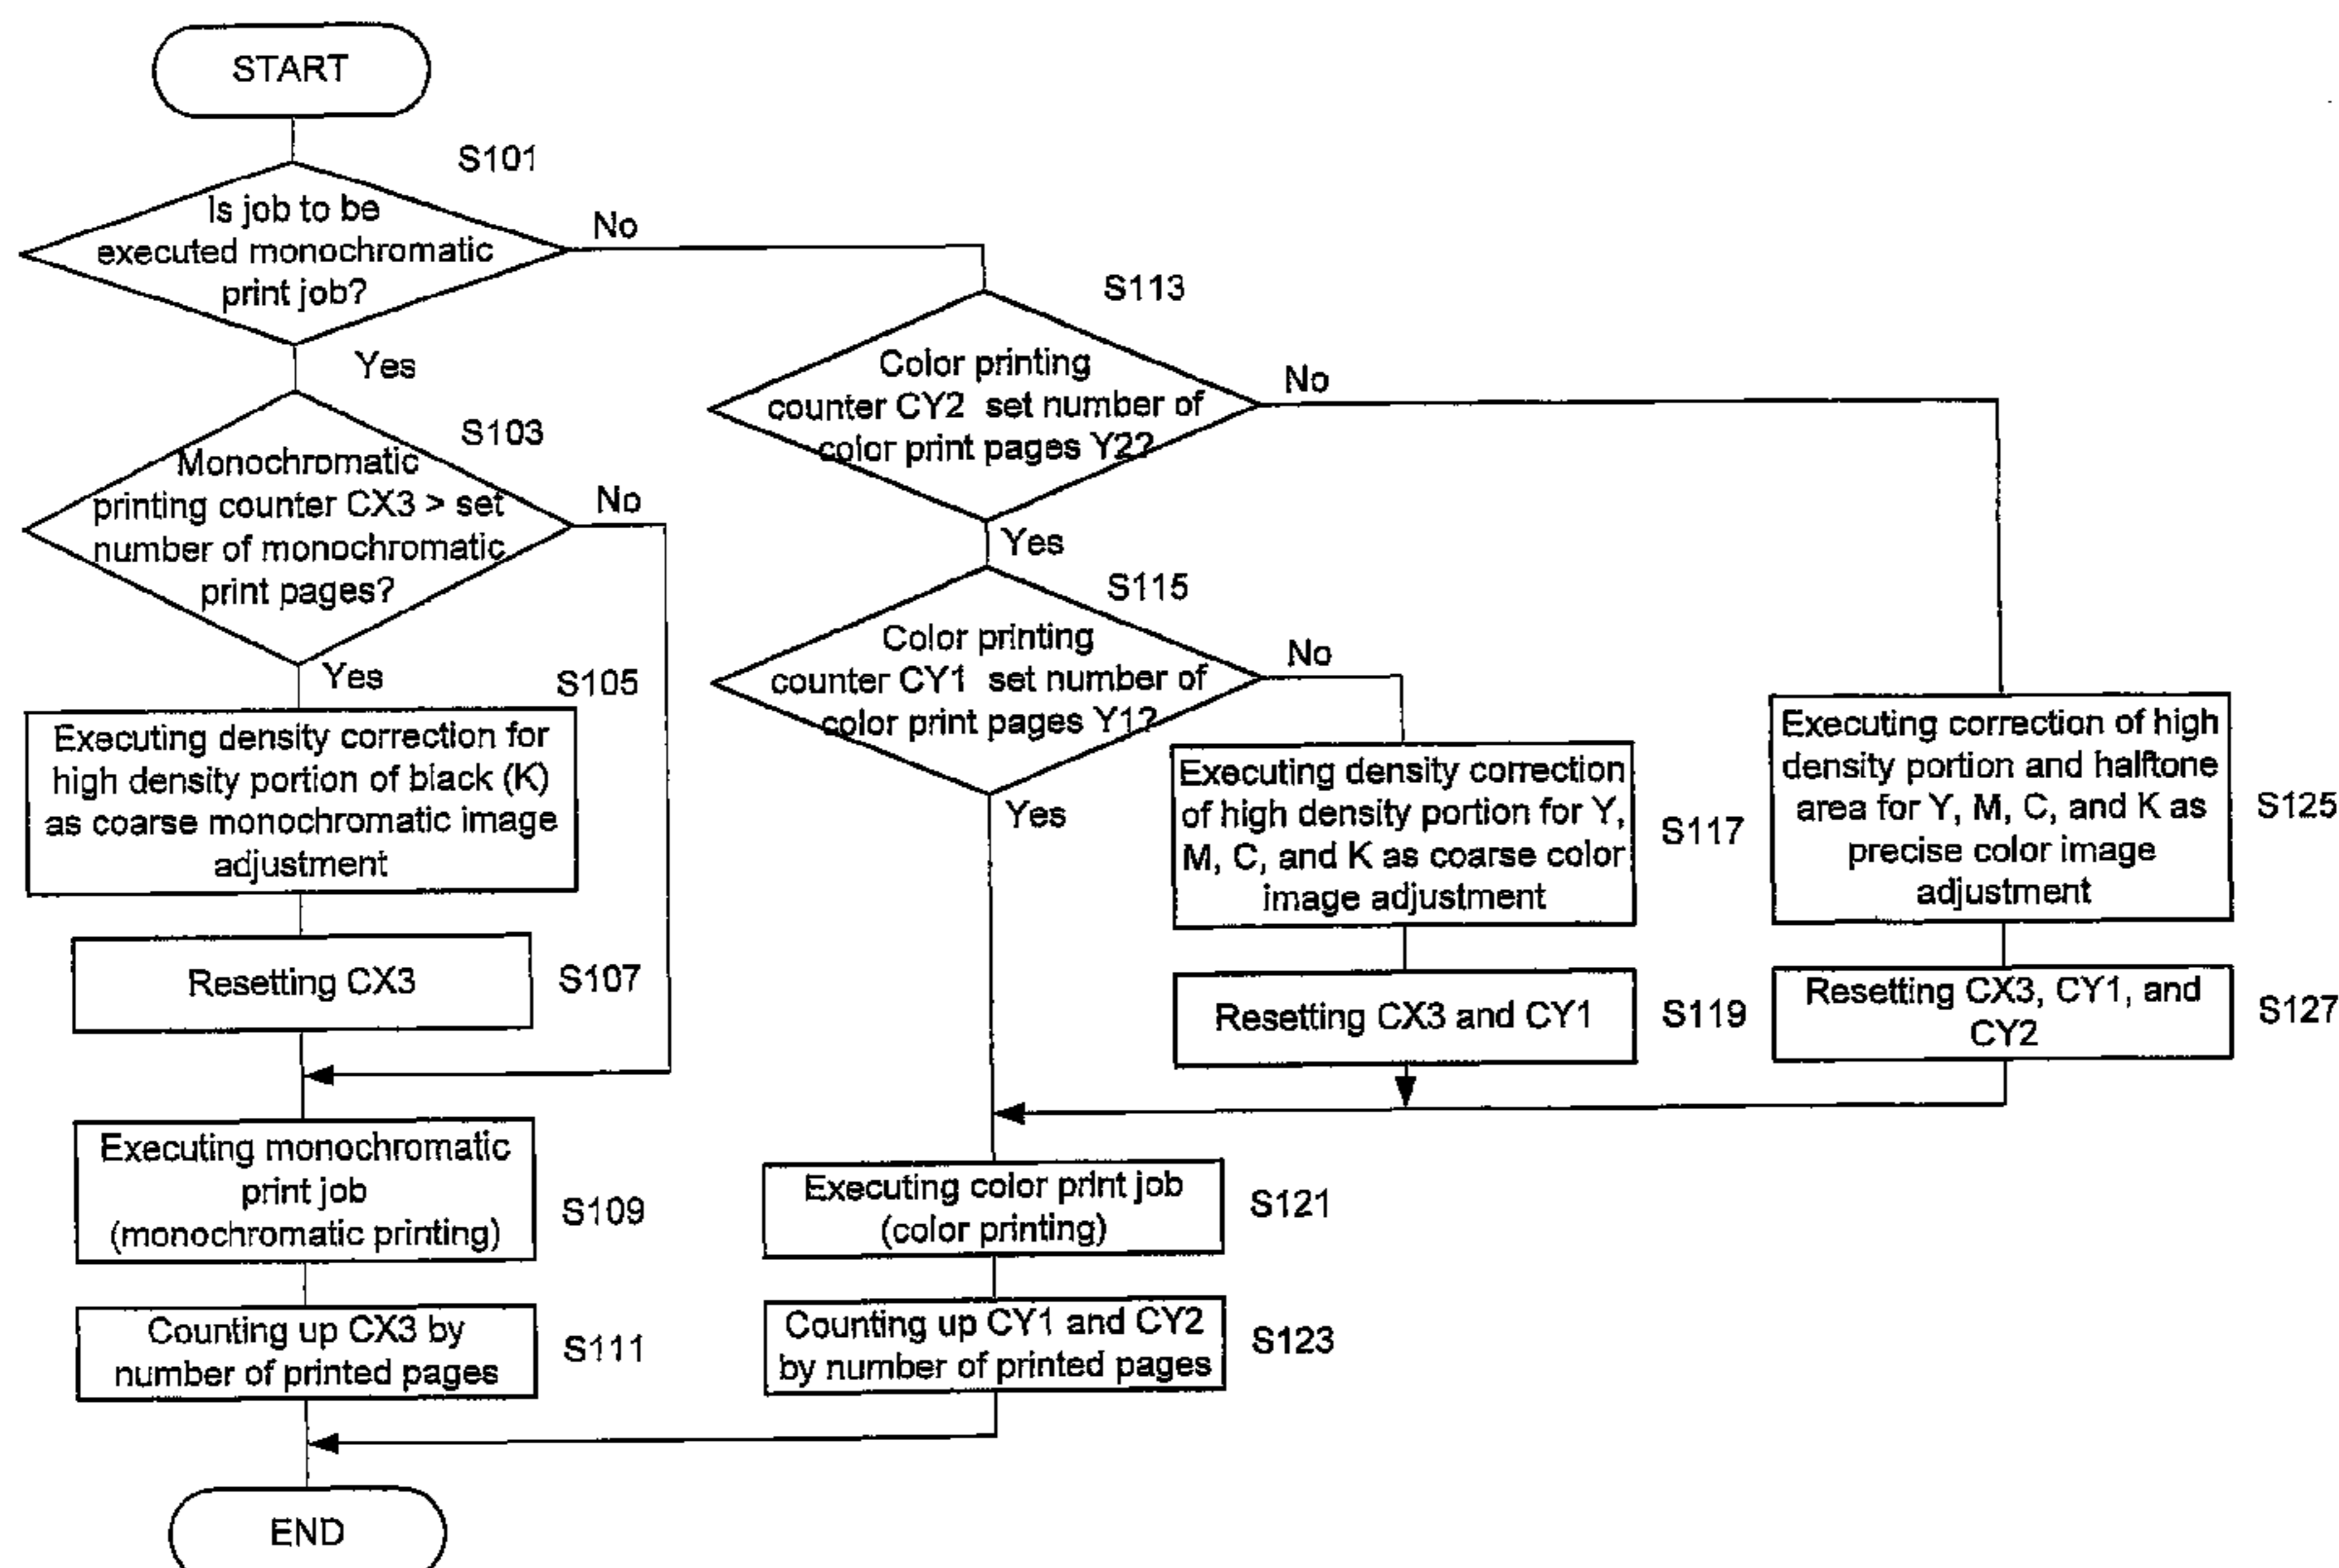 START
S101
Is job to be
executed monochromatic
print job?
No
Yes
S103
Monochromatic
printing counter CX3 > set
number of monochromatic
print pages?
No
Yes
S105
Executing density correction for
high density portion of black (K)
as coarse monochromatic image
adjustment
Resetting CX3
S107
Executing monochromatic
print job
(monochromatic printing)
S109
Counting up CX3 by
number of printed pages
S111
END
S113
Color printing
counter CY2 set number of
color print pages Y2?
No
Yes
S115
Color printing
counter CY1 set number of
color print pages Y1?
No
Yes
Executing density correction
of high density portion for Y,
M, C, and K as coarse color
image adjustment
S117
Resetting CX3 and CY1
S119
Executing color print job
(color printing)
S121
Counting up CY1 and CY2
by number of printed pages
S123
Executing correction of high
density portion and halftone
area for Y, M, C, and K as
precise color image
adjustment
S125
Resetting CX3, CY1, and
CY2
S127